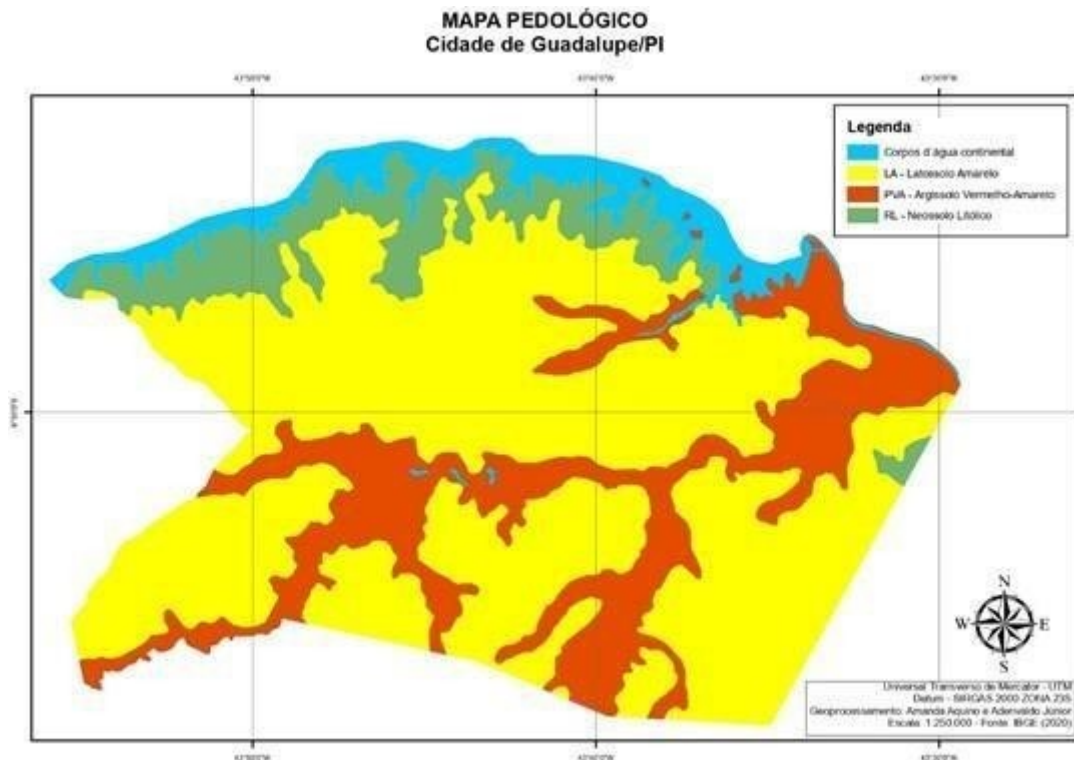 MAPA PEDOLÓGICO
Cidade de Guadalupe/PI
Legenda
Corpos d´água continental
LA - Latossolo Amarelo
PVA - Argissolo Vermelho-Amarelo
RL - Neossolo Litólico
N
W E
S
Universal Transverso de Mercator - UTM
Datum - SIRGAS 2000 ZONA 23S
Geoprocessamento: Amanda Aquino e Adenvaldo Júnior
Escala: 1:250.000 - Fonte: IBGE (2020)